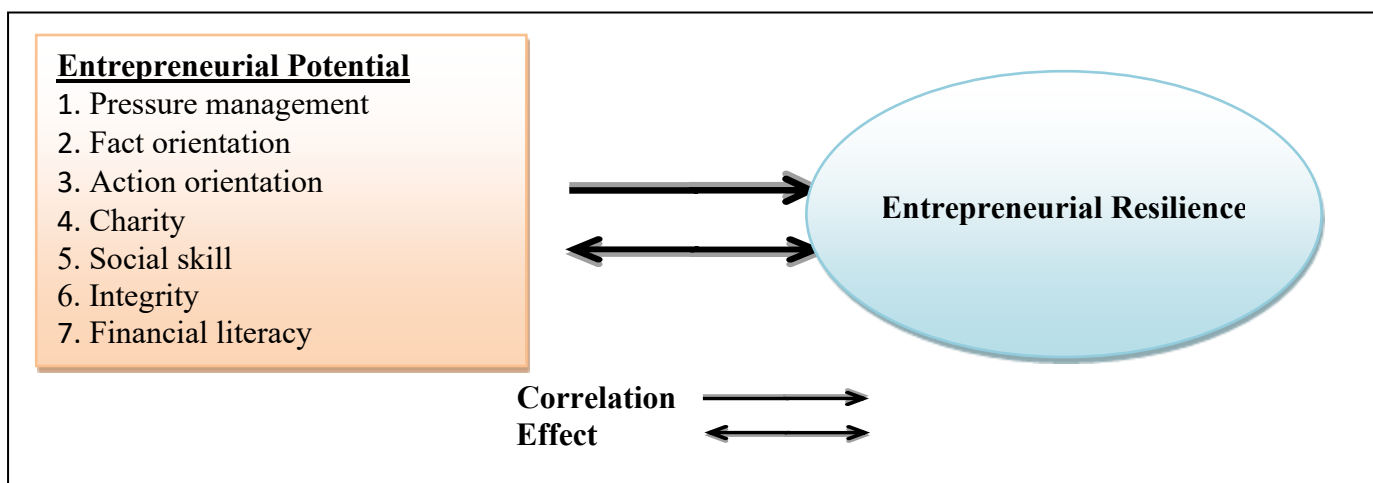 Entrepreneurial Potential
1. Pressure management
2. Fact orientation
3. Action orientation
4. Charity
5. Social skill
6. Integrity
7. Financial literacy
Entrepreneurial Resilience
Correlation
Effect